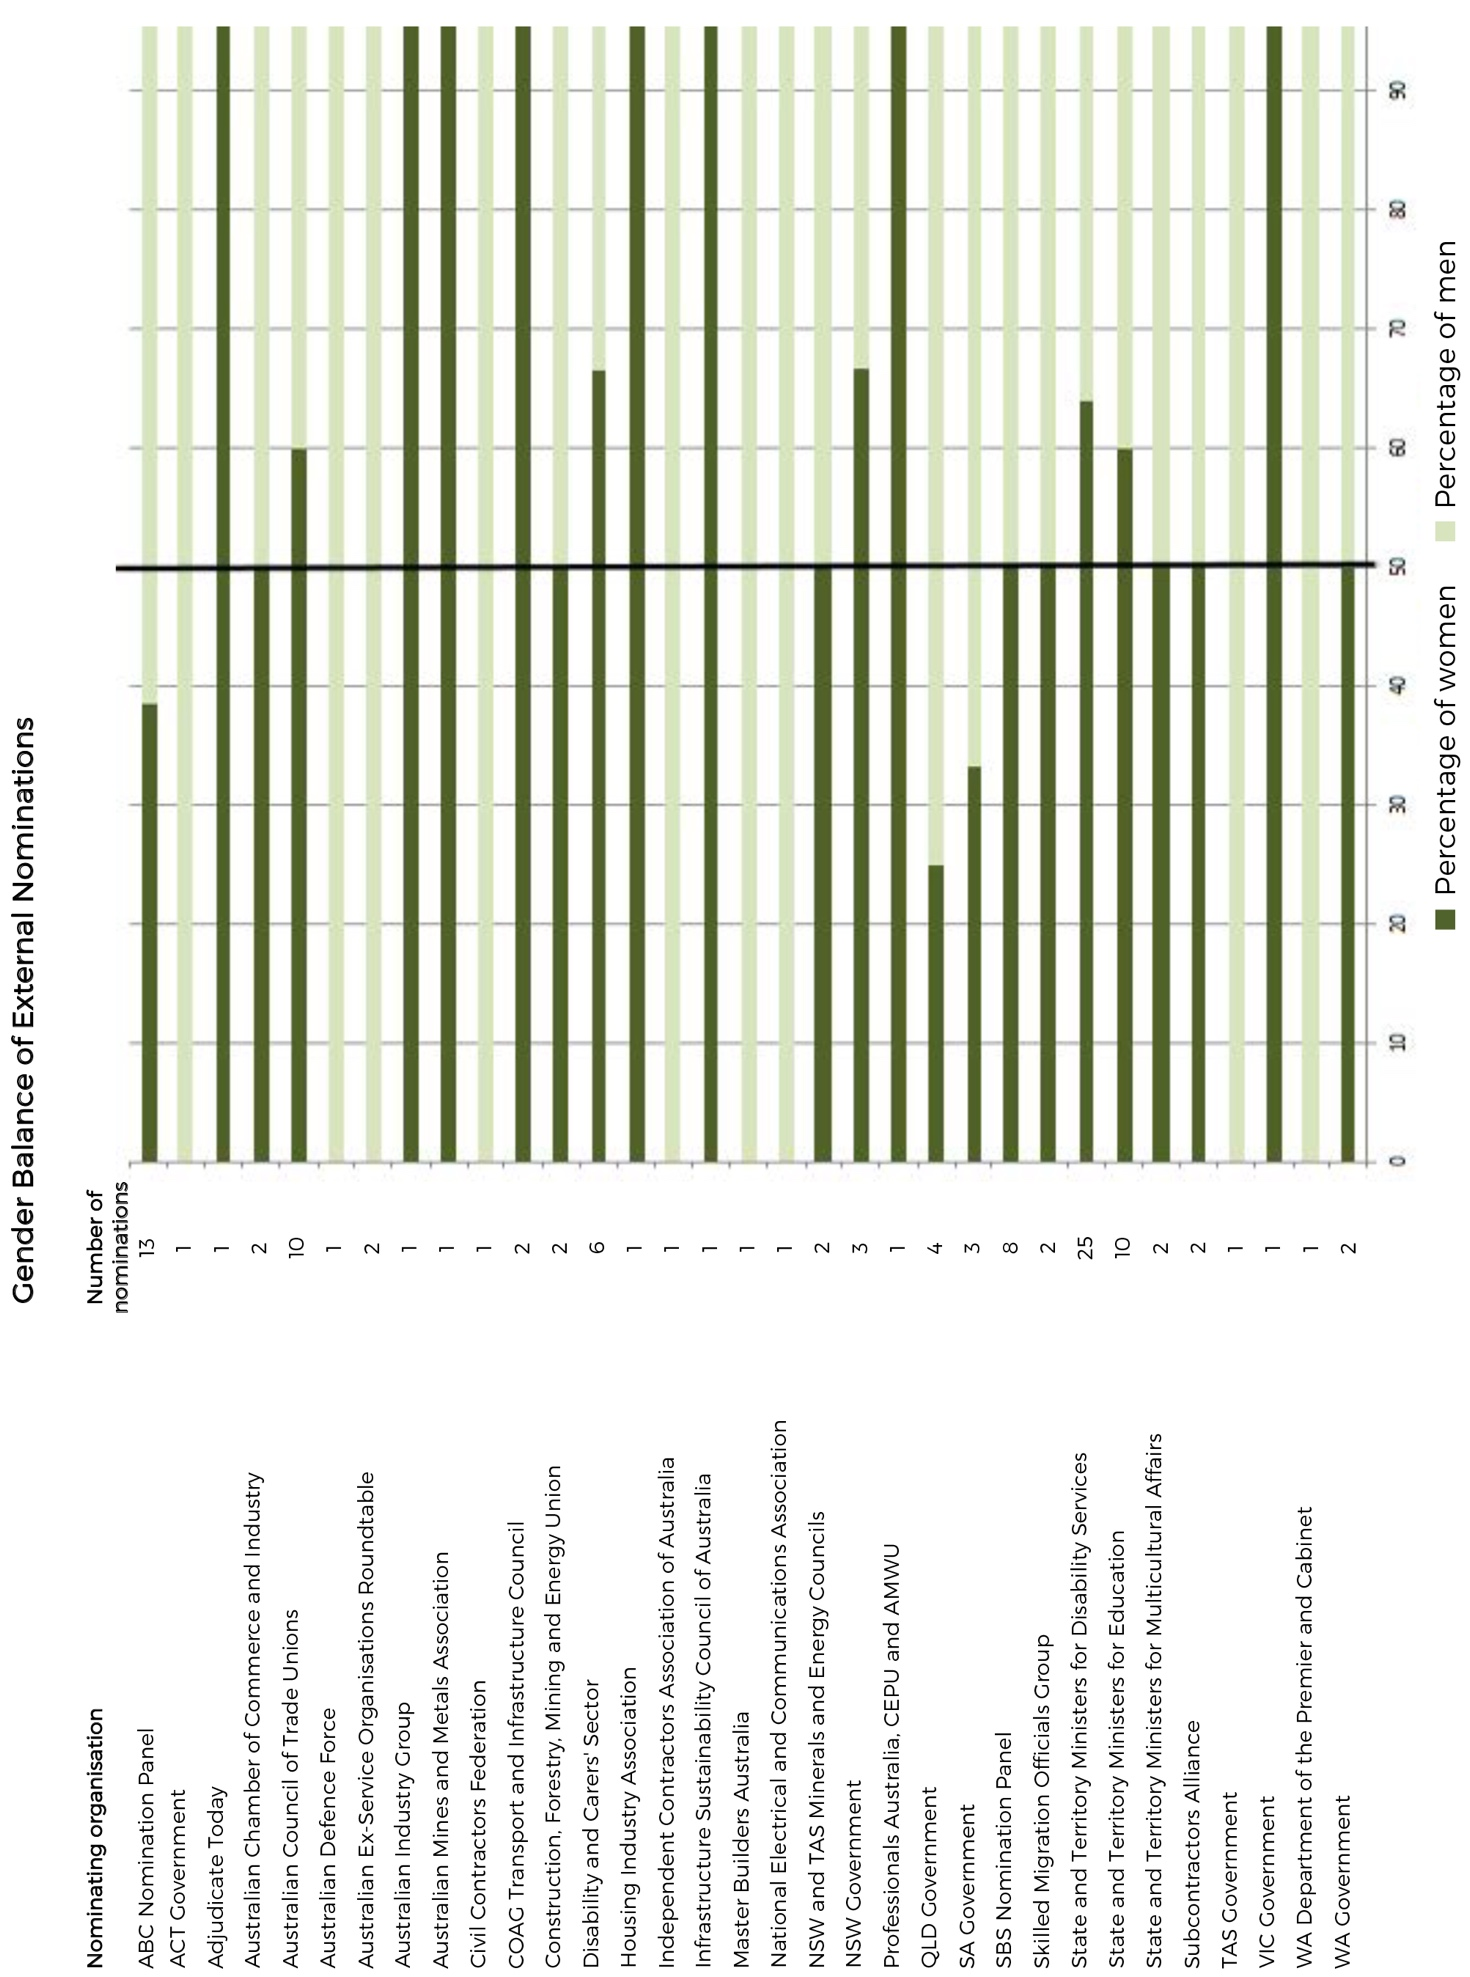 Gender Balance of External Nominations
Nominating organisation
Number of
nominations
ABC Nomination Panel 13
ACT Government 1
Adjudicate Today 1
Australian Chamber of Commerce and Industry 2
Australian Council of Trade Unions 10
Australian Defence Force 1
Australian Ex-Service Organisations Roundtable 2
Australian Industry Group 1
Australian Mines and Metals Association 1
Civil Contractors Federation 1
COAG Transport and Infrastructure Council 2
Construction, Forestry, Mining and Energy Union 2
Disability and Carers' Sector 6
Housing Industry Association 1
Independent Contractors Association of Australia 1
Infrastructure Sustainability Council of Australia 1
Master Builders Australia 1
National Electrical and Communications Association 1
NSW and TAS Minerals and Energy Councils 2
NSW Government 3
Professionals Australia, CEPU and AMWU 1
QLD Government 4
SA Government 3
SBS Nomination Panel 8
Skilled Migration Officials Group 2
State and Territory Ministers for Disability Services 25
State and Territory Ministers for Education 10
State and Territory Ministers for Multicultural Affairs 2
Subcontractors Alliance 2
TAS Government 1
VIC Government 1
WA Department of the Premier and Cabinet 1
WA Government 2
0 10 20 30 40 50 60 70 80 90
Percentage of women Percentage of men